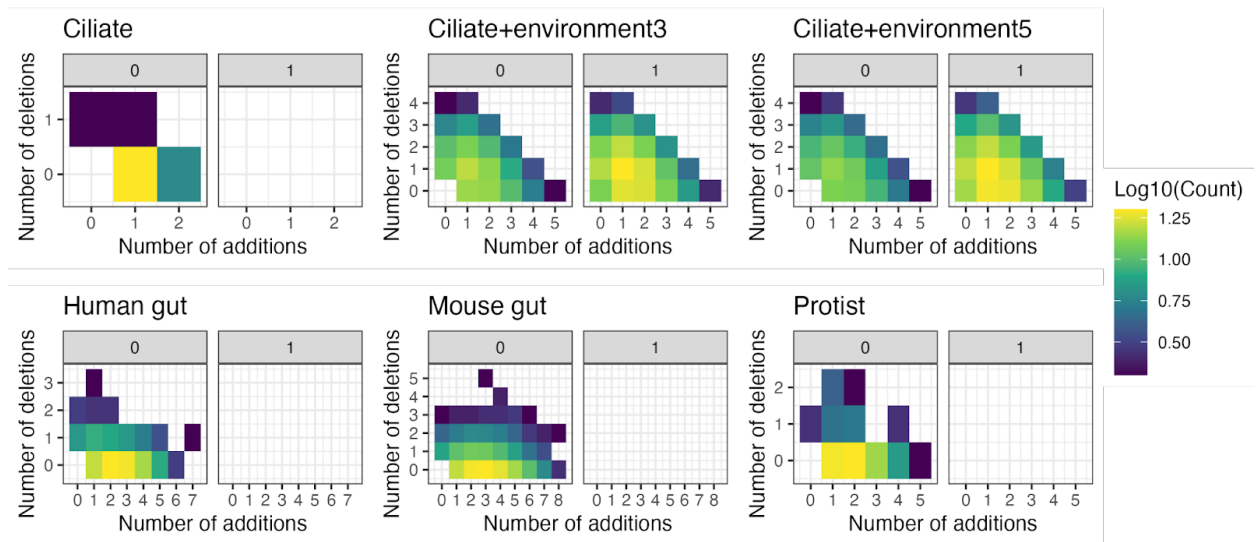 Ciliate
0 1
Number of deletions
1
0
0 1 2 0 1 2
Number of additions
Ciliate+environment3
0 1
Number of deletions
4
3
2
1
0
0 1 2 3 4 5 0 1 2 3 4 5
Number of additions
Ciliate+environment5
0 1
Number of deletions
4
3
2
1
0
0 1 2 3 4 5 0 1 2 3 4 5
Number of additions
Log10(Count)
1.25
1.00
0.75
0.50
Human gut
0 1
Number of deletions
3
2
1
0
0 1 2 3 4 5 6 7 0 1 2 3 4 5 6 7
Number of additions
Mouse gut
0 1
Number of deletions
5
4
3
2
1
0
0 1 2 3 4 5 6 7 8 0 1 2 3 4 5 6 7 8
Number of additions
Protist
0 1
Number of deletions
2
1
0
0 1 2 3 4 5 0 1 2 3 4 5
Number of additions